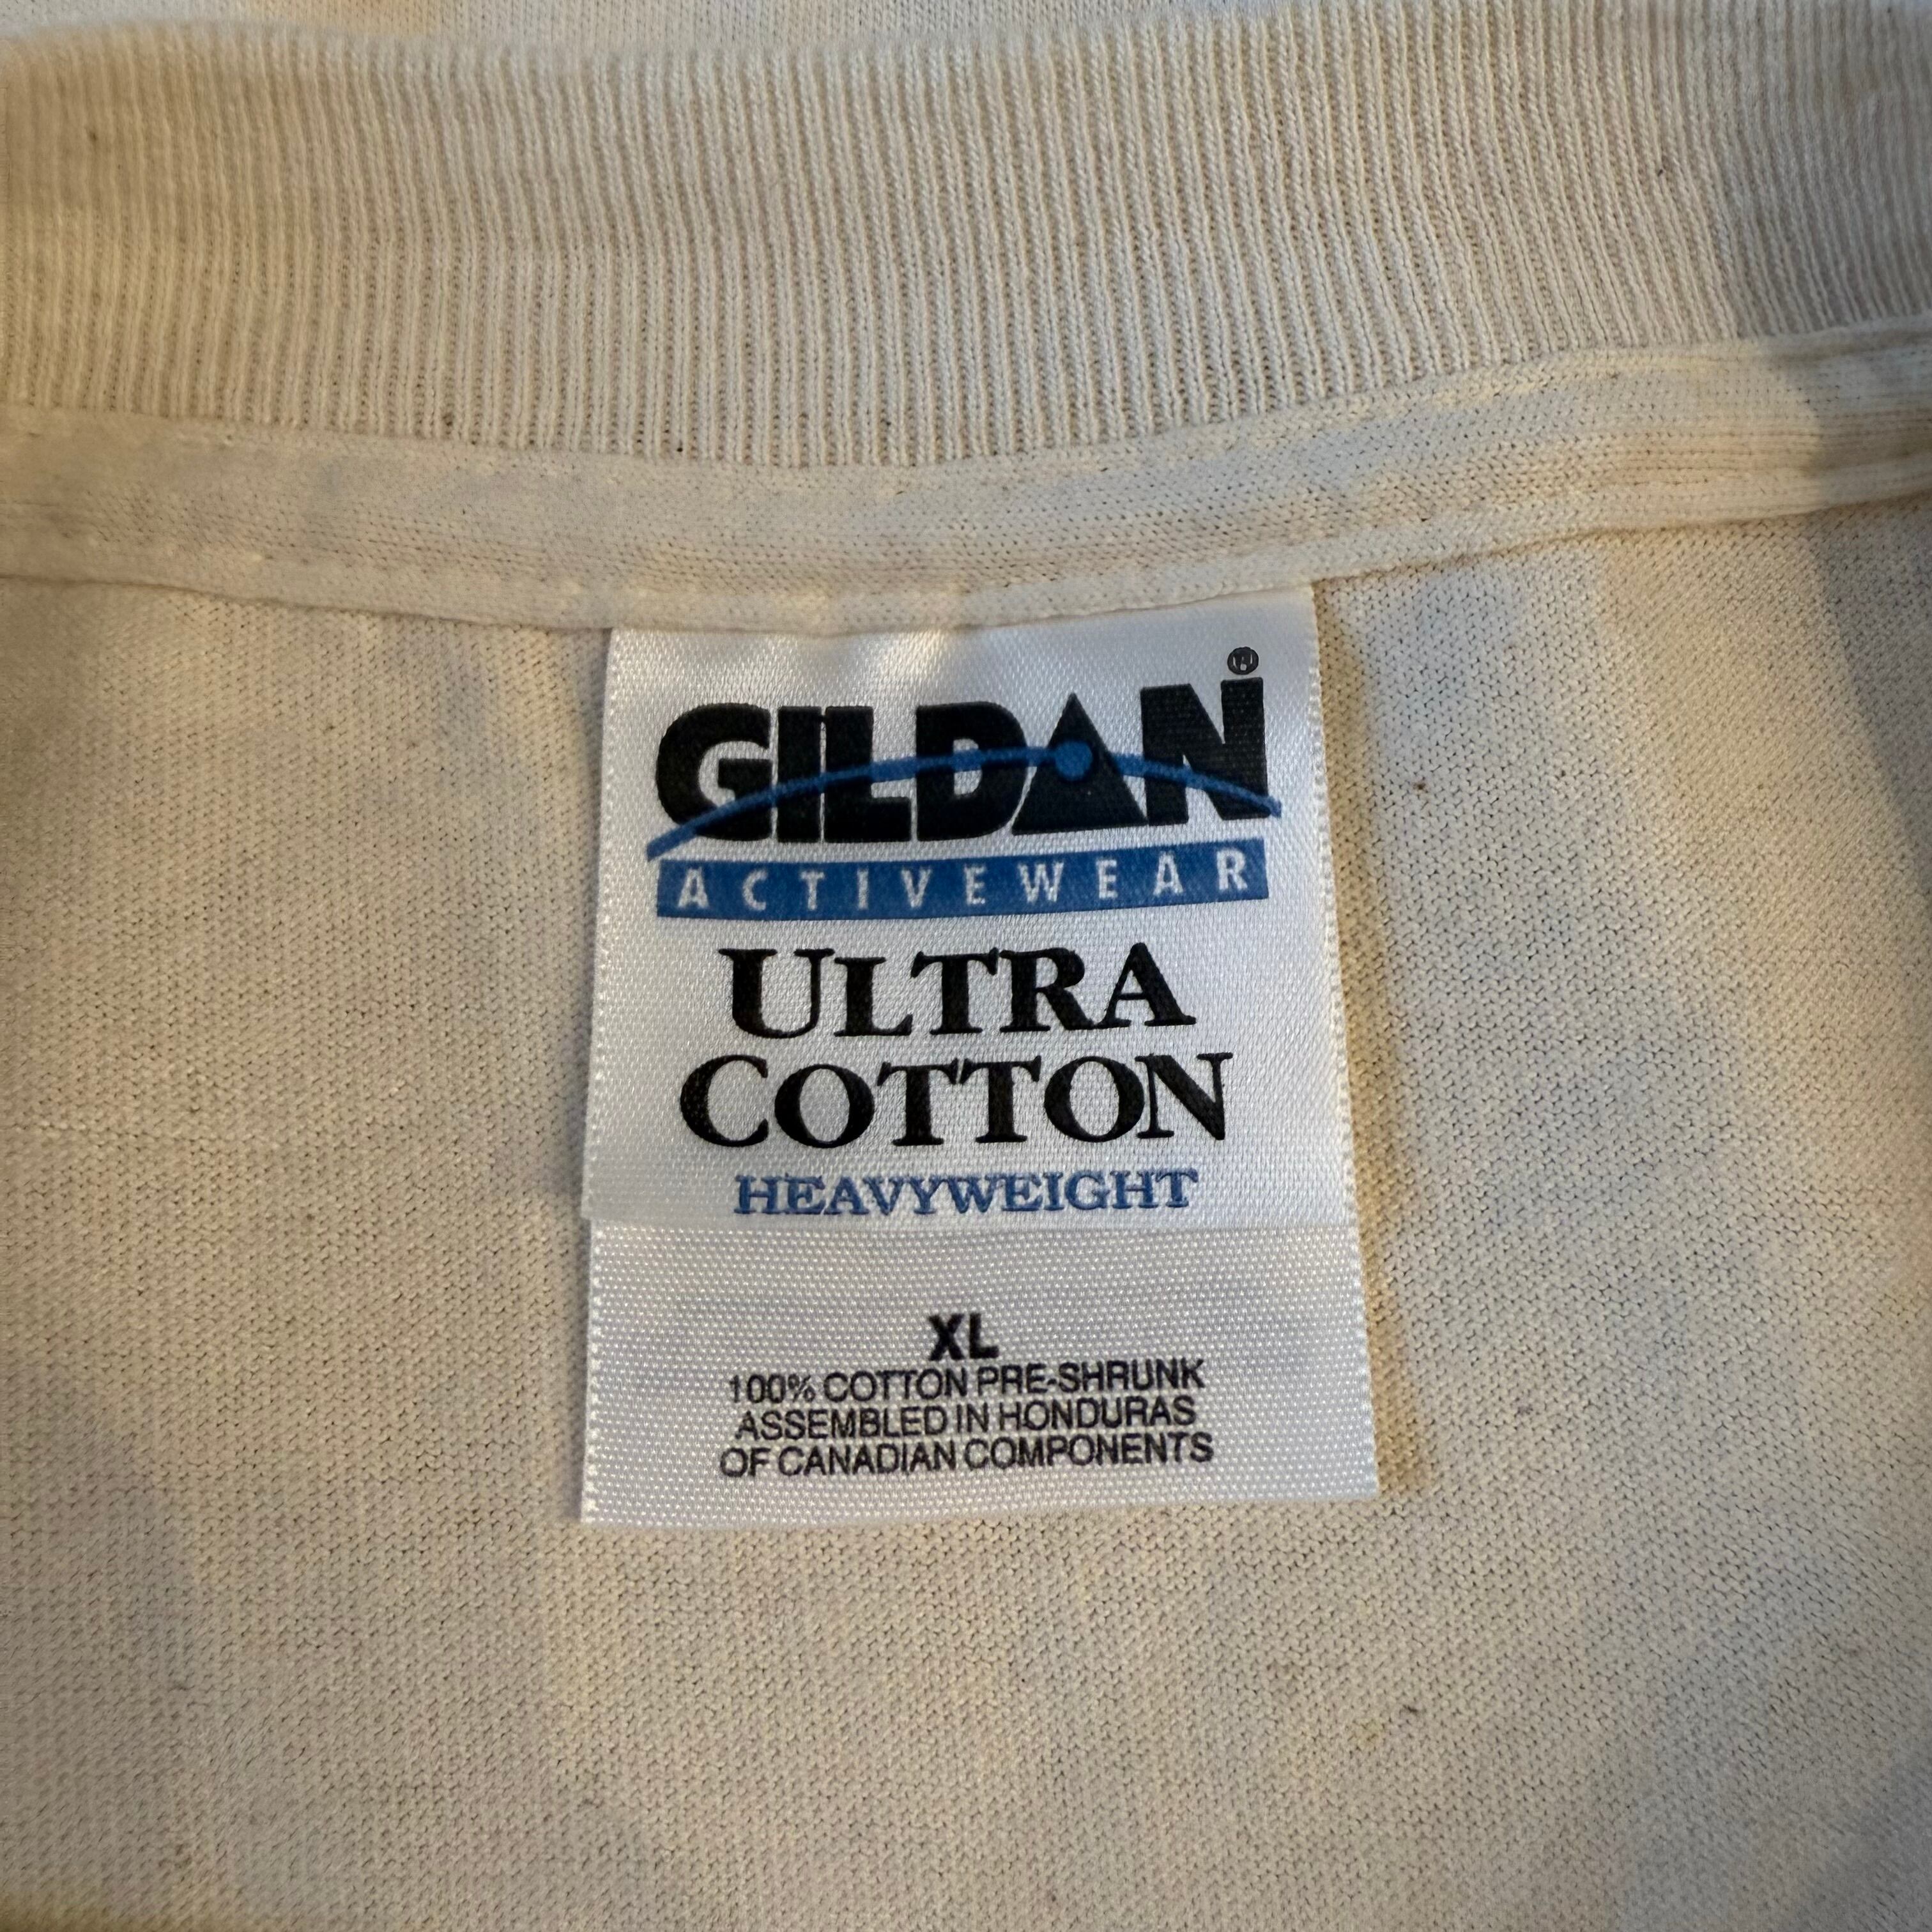 GILDAN®
ACTIVEWEAR
ULTRA
COTTON
HEAVYWEIGHT
XL
100% COTTON PRE-SHRUNK
ASSEMBLED IN HONDURAS
OF CANADIAN COMPONENTS